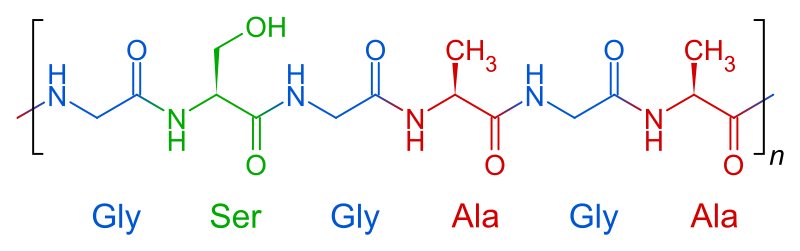 OH
H O CH3 O CH3
N N N
N N N
H O H O H O n
Gly Ser Gly Ala Gly Ala